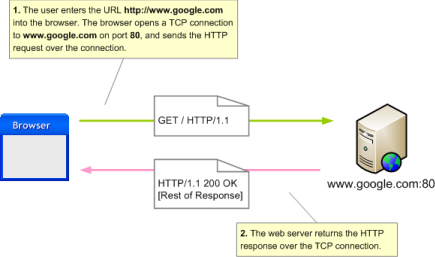 1. The user enters the URL http://www.google.com
into the browser. The browser opens a TCP connection
to www.google.com on port 80, and sends the HTTP
request over the connection.
GET / HTTP/1.1
Browser
HTTP/1.1 200 OK
[Rest of Response]
www.google.com:80
2. The web server returns the HTTP
response over the TCP connection.